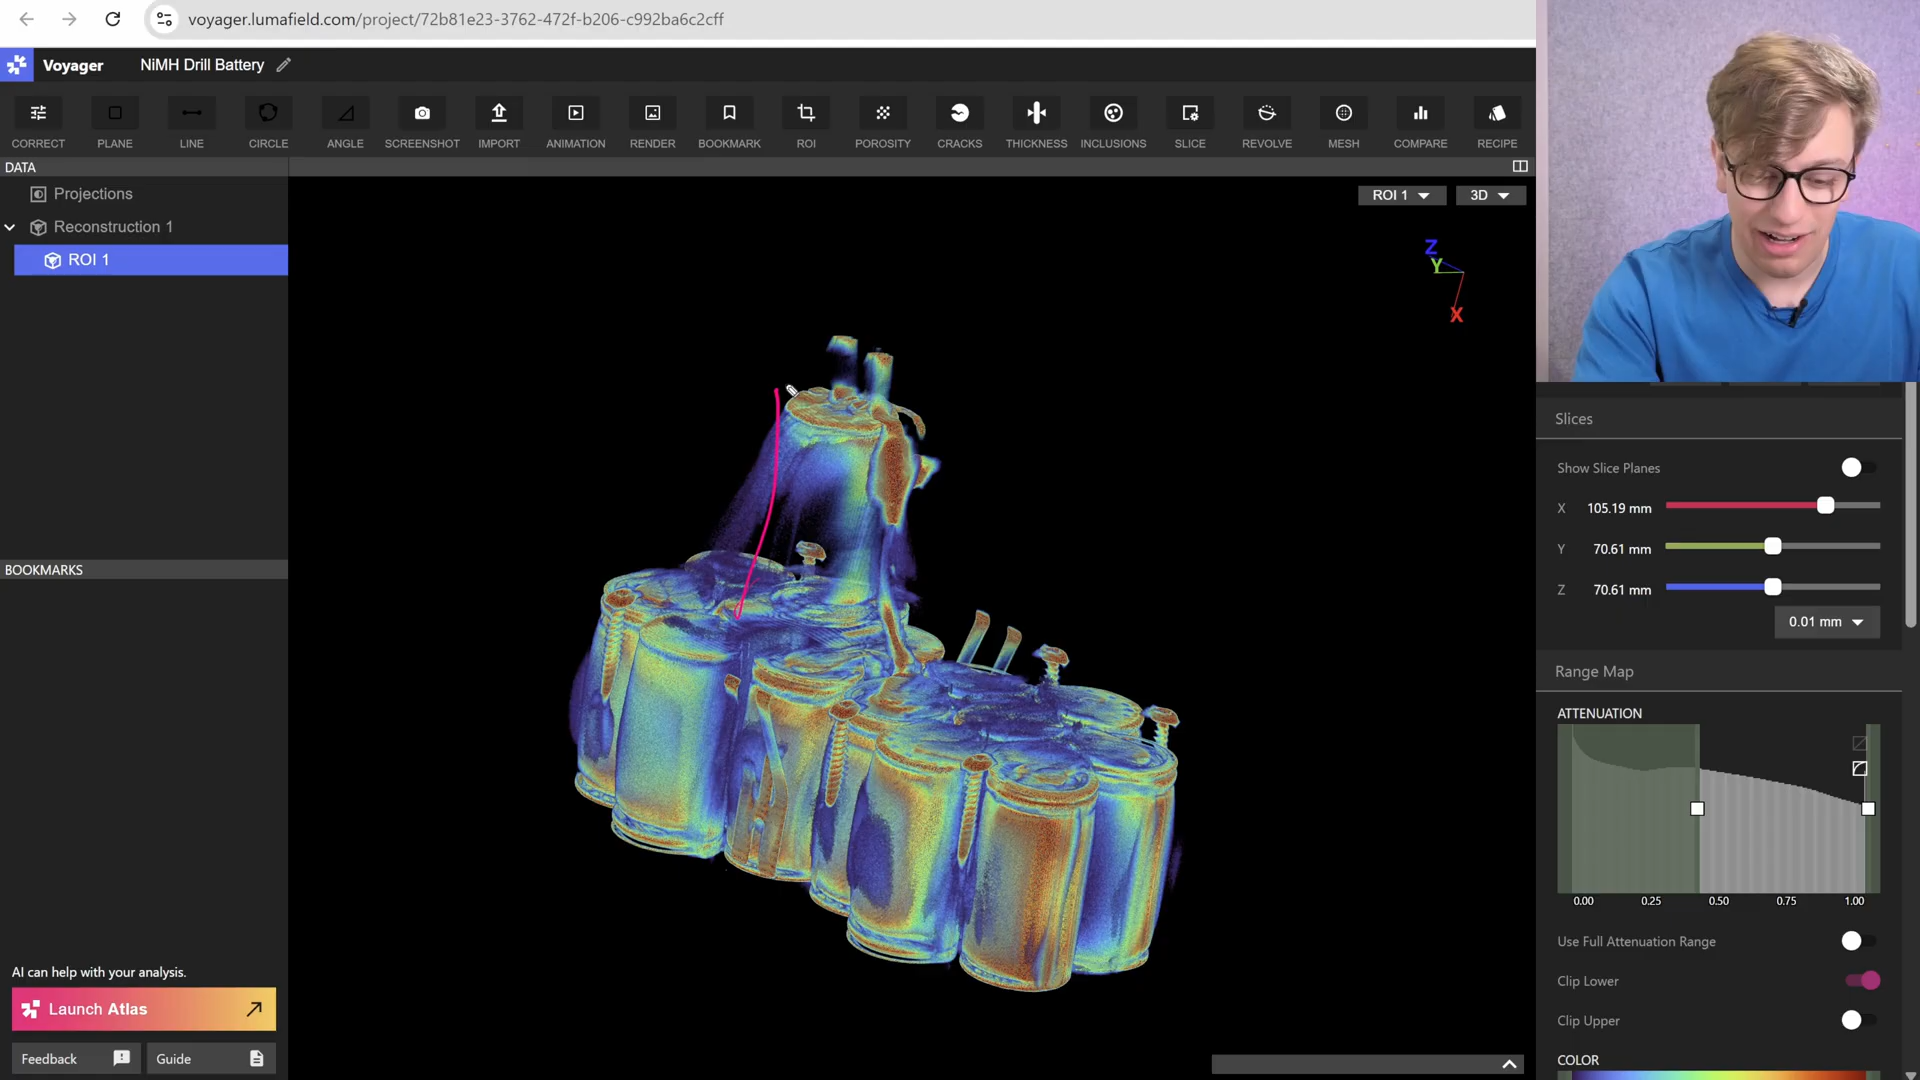 voyager.lumafield.com/project/72b81e23-3762-472f-b206-c992ba6c2cff
Voyager NiMH Drill Battery
CORRECT PLANE LINE CIRCLE ANGLE SCREENSHOT IMPORT ANIMATION RENDER BOOKMARK ROI POROSITY CRACKS THICKNESS INCLUSIONS SLICE REVOLVE MESH COMPARE RECIPE
DATA
Projections
Reconstruction 1
ROI 1
ROI 1 3D
Z
Y
X
Slices
Show Slice Planes
X 105.19 mm
Y 70.61 mm
Z 70.61 mm
0.01 mm
Range Map
ATTENUATION
0.00 0.25 0.50 0.75 1.00
Use Full Attenuation Range
Clip Lower
Clip Upper
COLOR
BOOKMARKS
AI can help with your analysis.
Launch Atlas
Feedback Guide